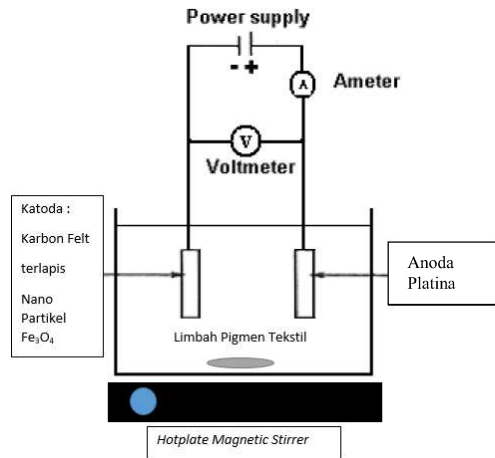 Power supply
- +
A
Ameter
V
Voltmeter
Katoda :
Karbon Felt
terlapis
Nano
Partikel
Fe₃O₄
Anoda
Platina
Limbah Pigmen Tekstil
Hotplate Magnetic Stirrer